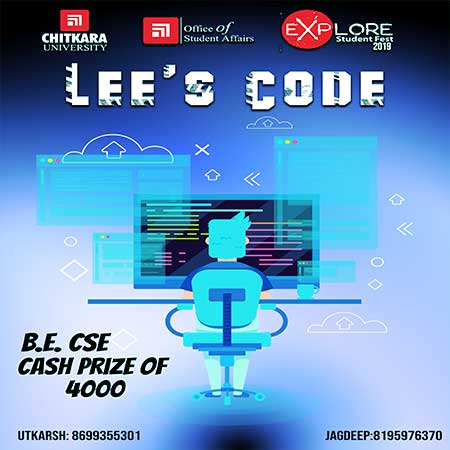 CHITKARA
UNIVERSITY
Office of
Student Affairs
EXPLORE
Student Fest
2019
LEE'S CODE
B.E. CSE
CASH PRIZE OF
4000
UTKARSH: 8699355301
JAGDEEP:8195976370